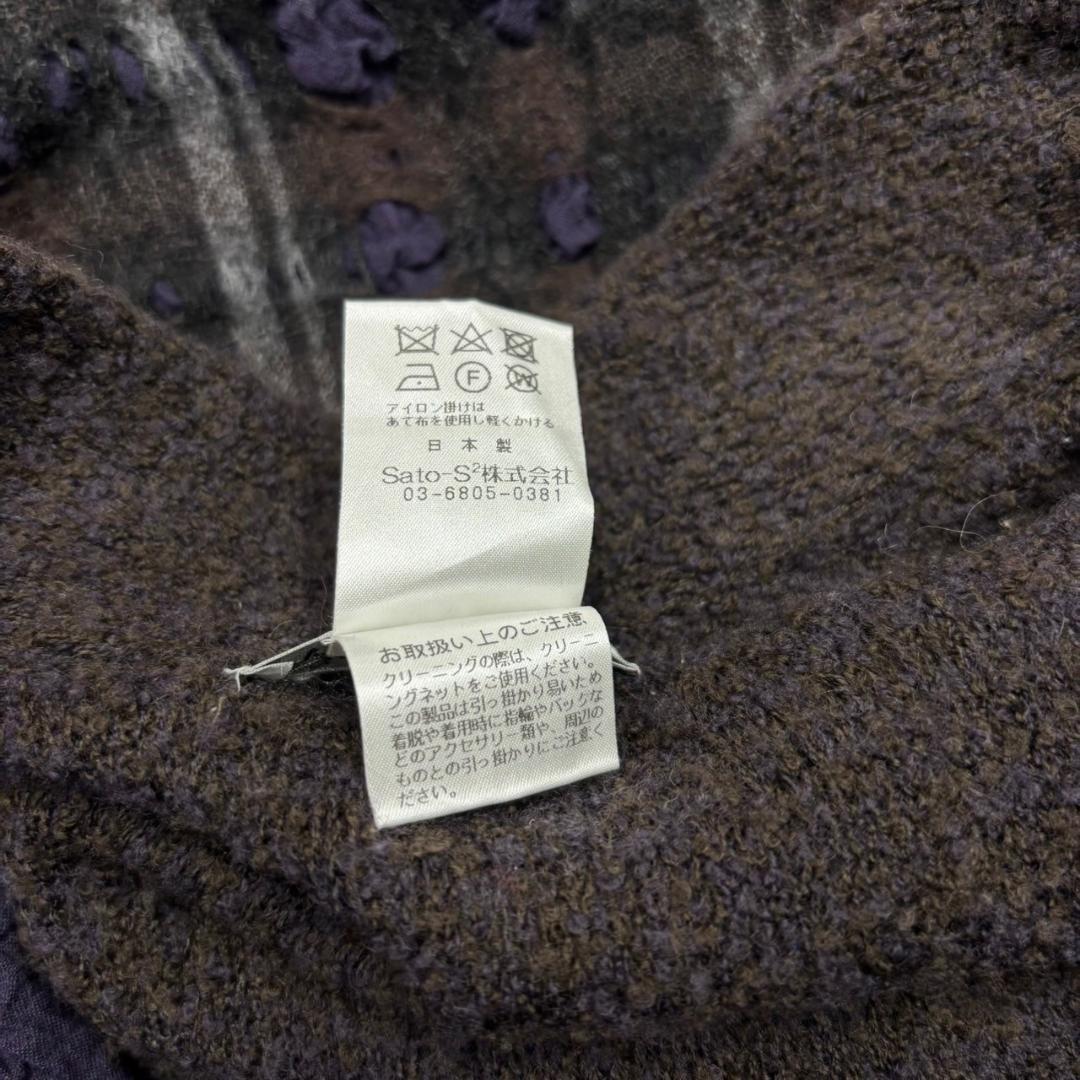 F
W
アイロン掛けは
あて布を使用し軽くかける
日本製
Sato-S²株式会社
03-6805-0381
お取扱い上のご注意
クリーニングの際は、クリーニ
ングネットをご使用ください。
この製品は引っ掛かり易いため
着脱や着用時に指輪やバックな
どのアクセサリー類や、周辺の
ものとの引っ掛かりにご注意く
ださい。